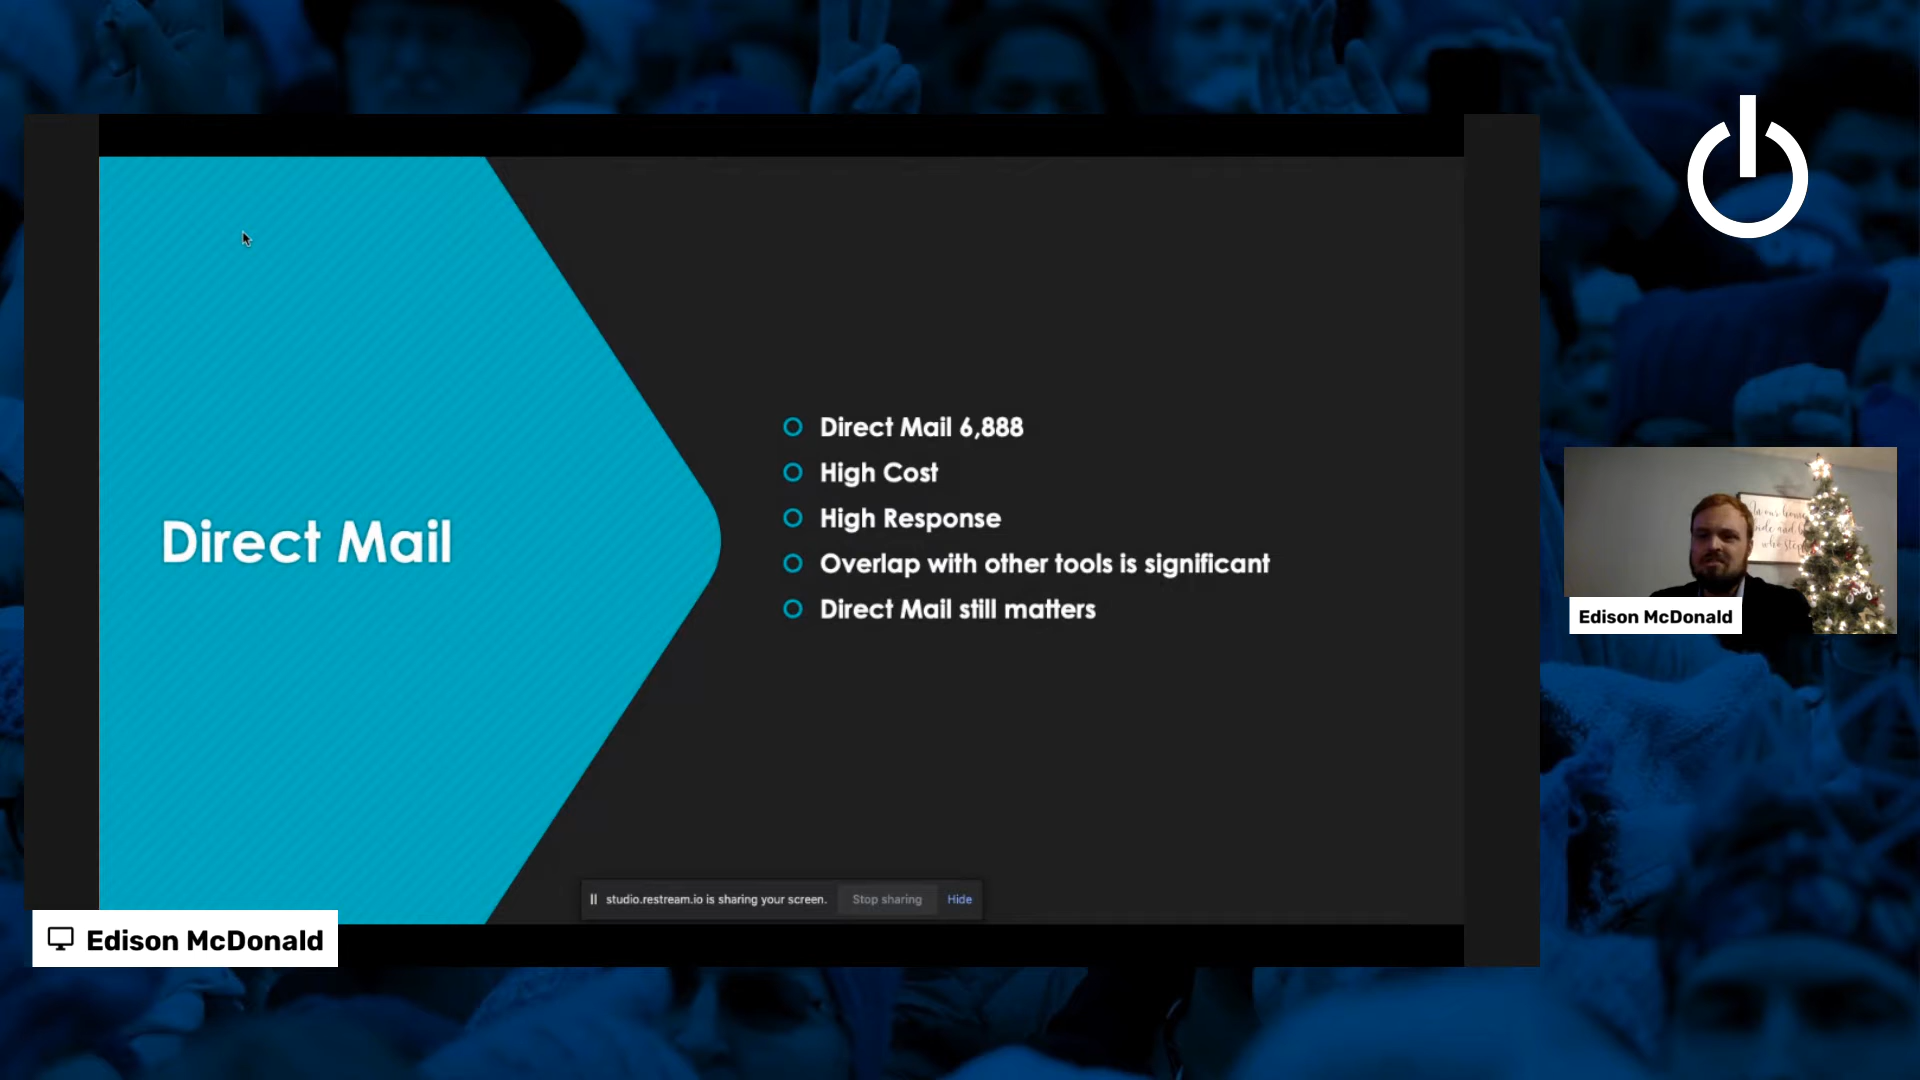 Direct Mail
Direct Mail 6,888
High Cost
High Response
Overlap with other tools is significant
Direct Mail still matters
studio.restream.io is sharing your screen.
Stop sharing
Hide
Edison McDonald
Edison McDonald